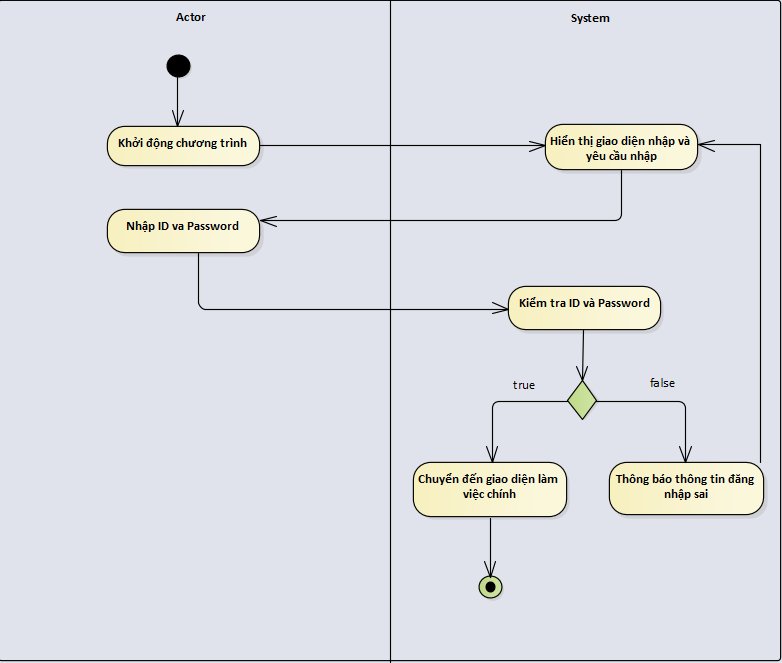 Actor
System
Khởi động chương trình
Hiển thị giao diện nhập và
yêu cầu nhập
Nhập ID va Password
Kiểm tra ID và Password
true
false
Chuyển đến giao diện làm
việc chính
Thông báo thông tin đăng
nhập sai